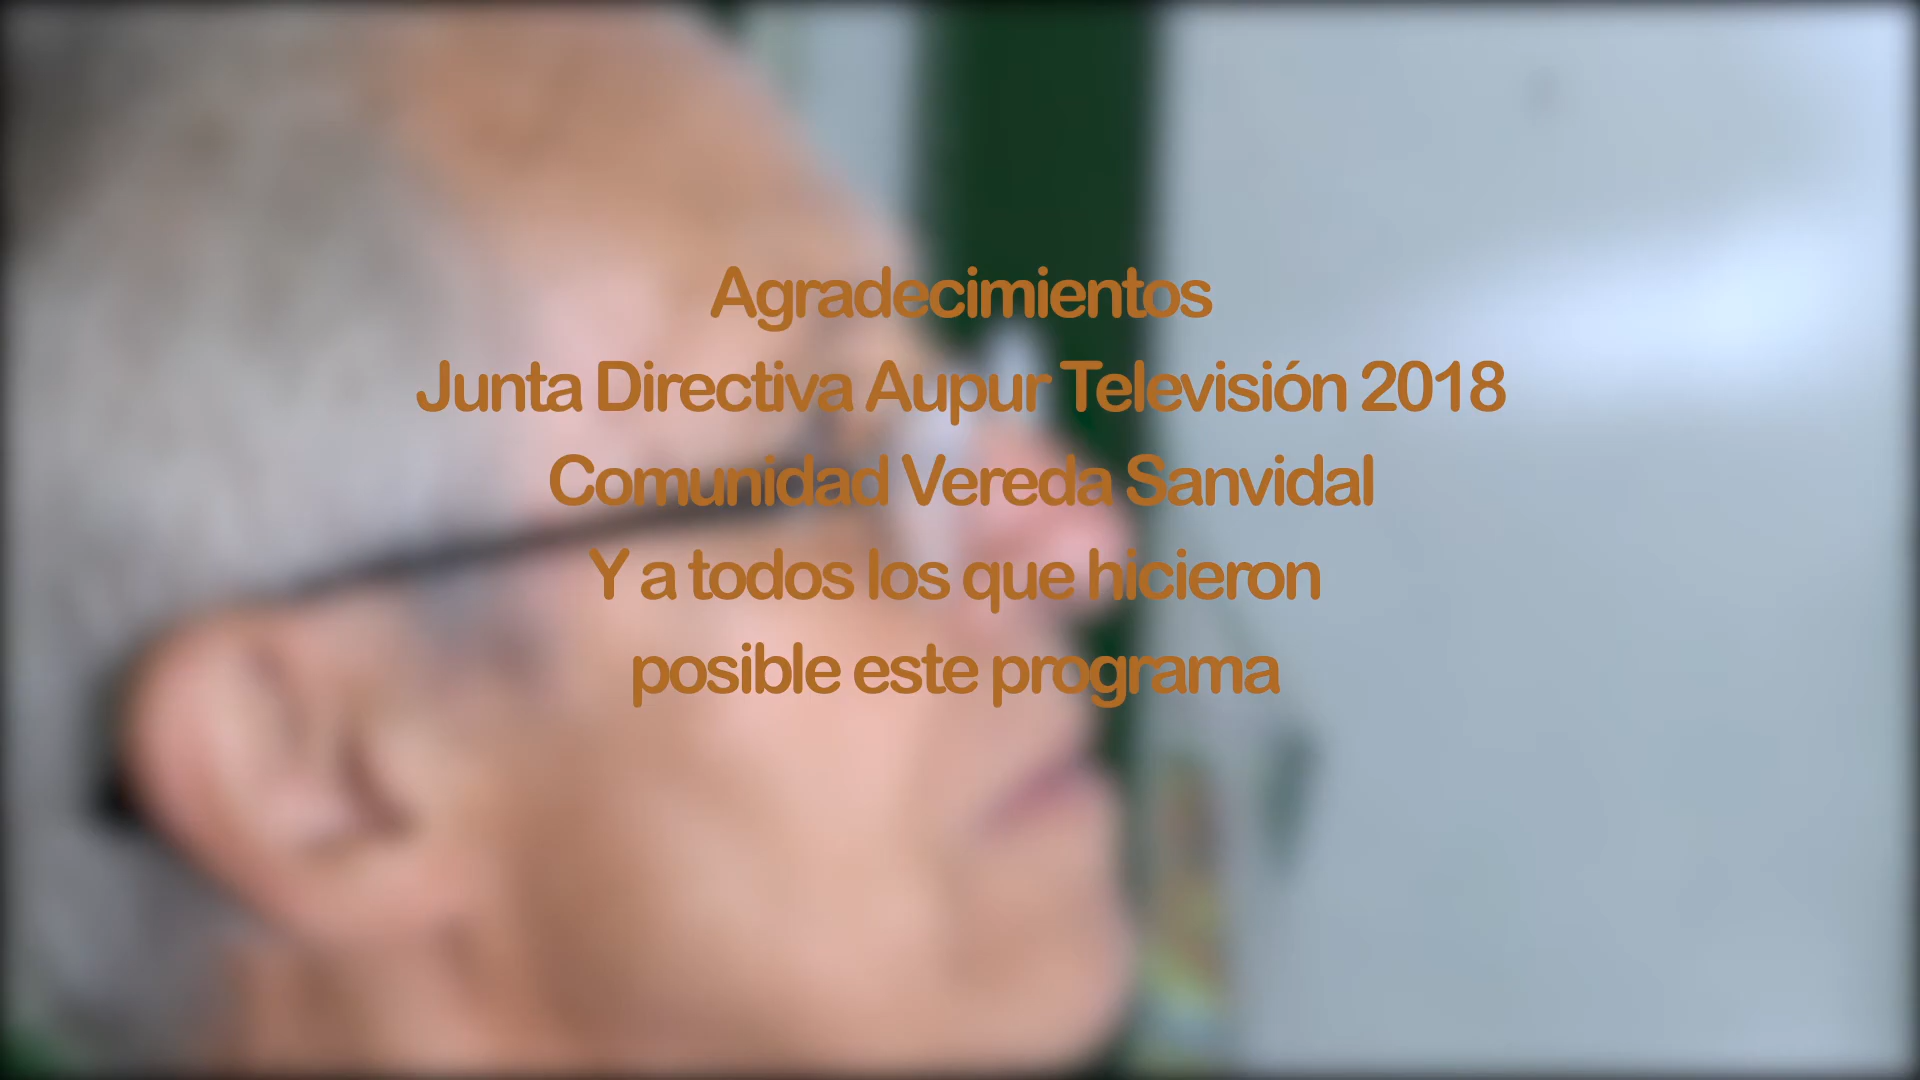 Agradecimientos
Junta Directiva Aupur Televisión 2018
Comunidad Vereda Sanvidal
Y a todos los que hicieron
posible este programa